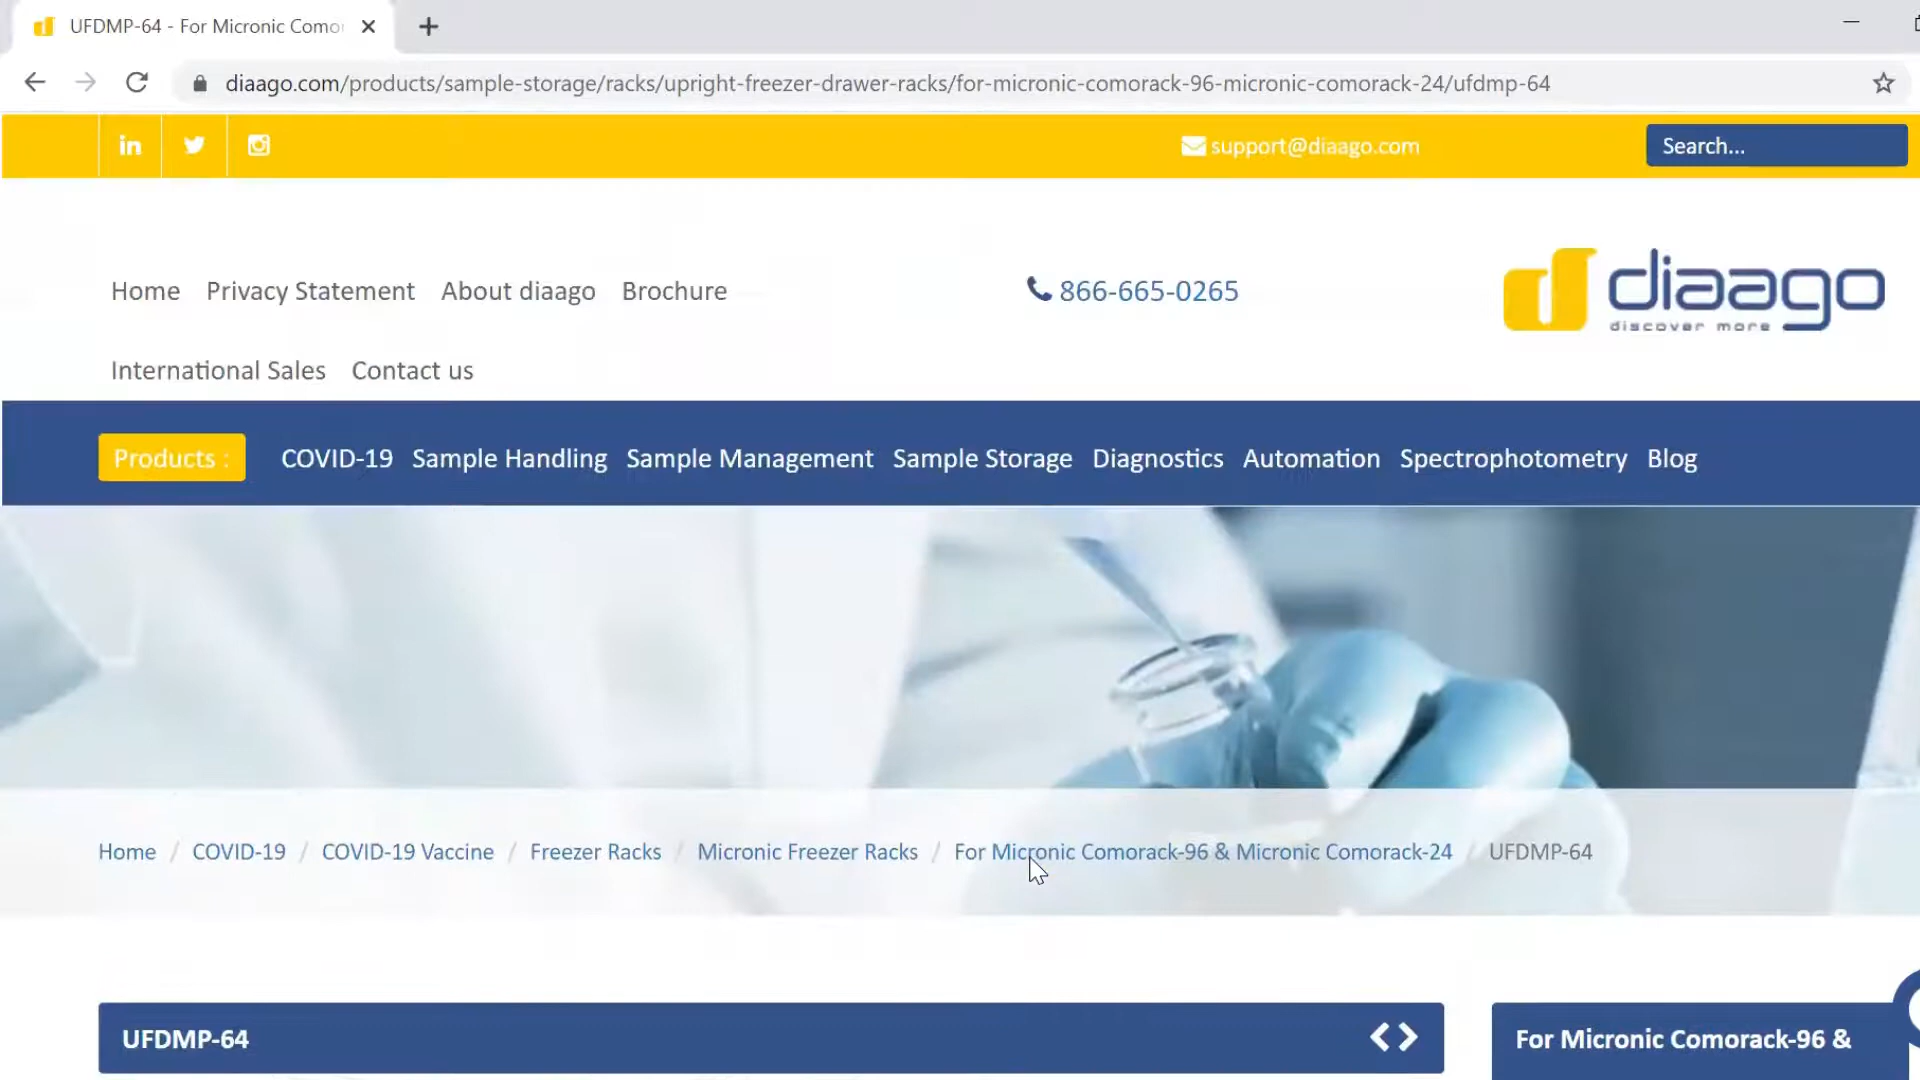 UFDMP-64 - For Micronic Como
diaago.com/products/sample-storage/racks/upright-freezer-drawer-racks/for-micronic-comorack-96-micronic-comorack-24/ufdmp-64
in
support@diaago.com
Search...
Home Privacy Statement About diaago Brochure
866-665-0265
diaago
discover more
International Sales Contact us
Products : COVID-19 Sample Handling Sample Management Sample Storage Diagnostics Automation Spectrophotometry Blog
Home / COVID-19 / COVID-19 Vaccine / Freezer Racks / Micronic Freezer Racks / For Micronic Comorack-96 & Micronic Comorack-24 / UFDMP-64
UFDMP-64
For Micronic Comorack-96 &